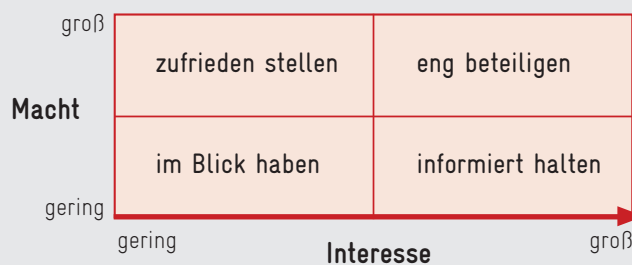 groß
zufrieden stellen eng beteiligen
Macht
im Blick haben informiert halten
gering
gering groß
Interesse